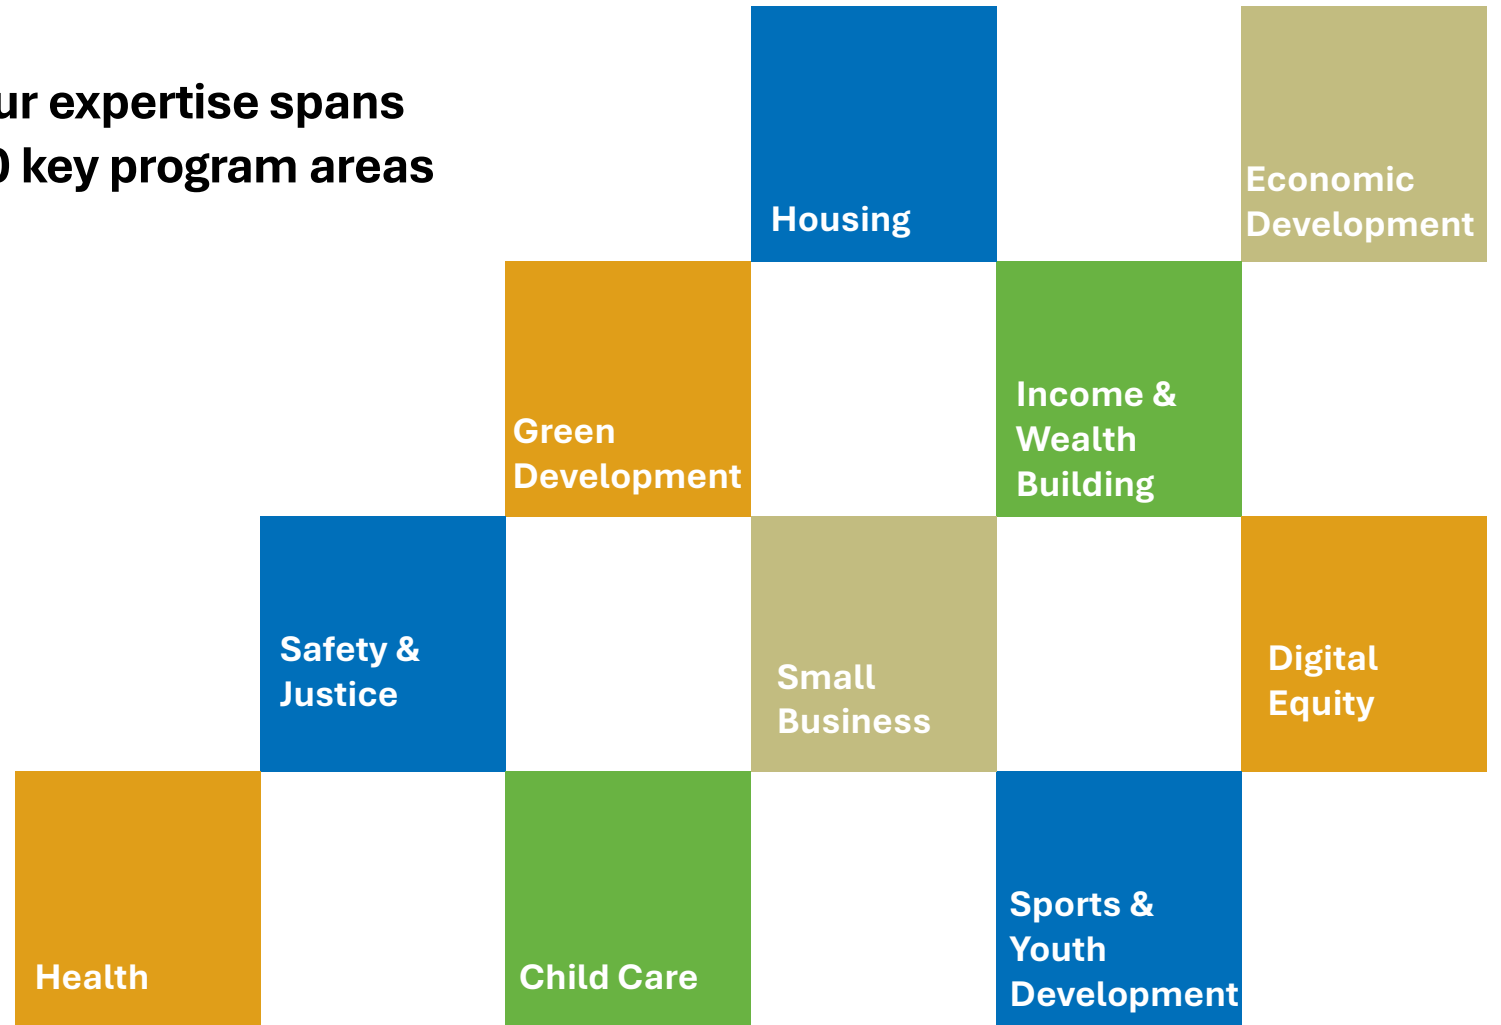 ur expertise spans
0 key program areas
Housing
Economic
Development
Green
Development
Income &
Wealth
Building
Safety &
Justice
Small
Business
Digital
Equity
Health
Child Care
Sports &
Youth
Development